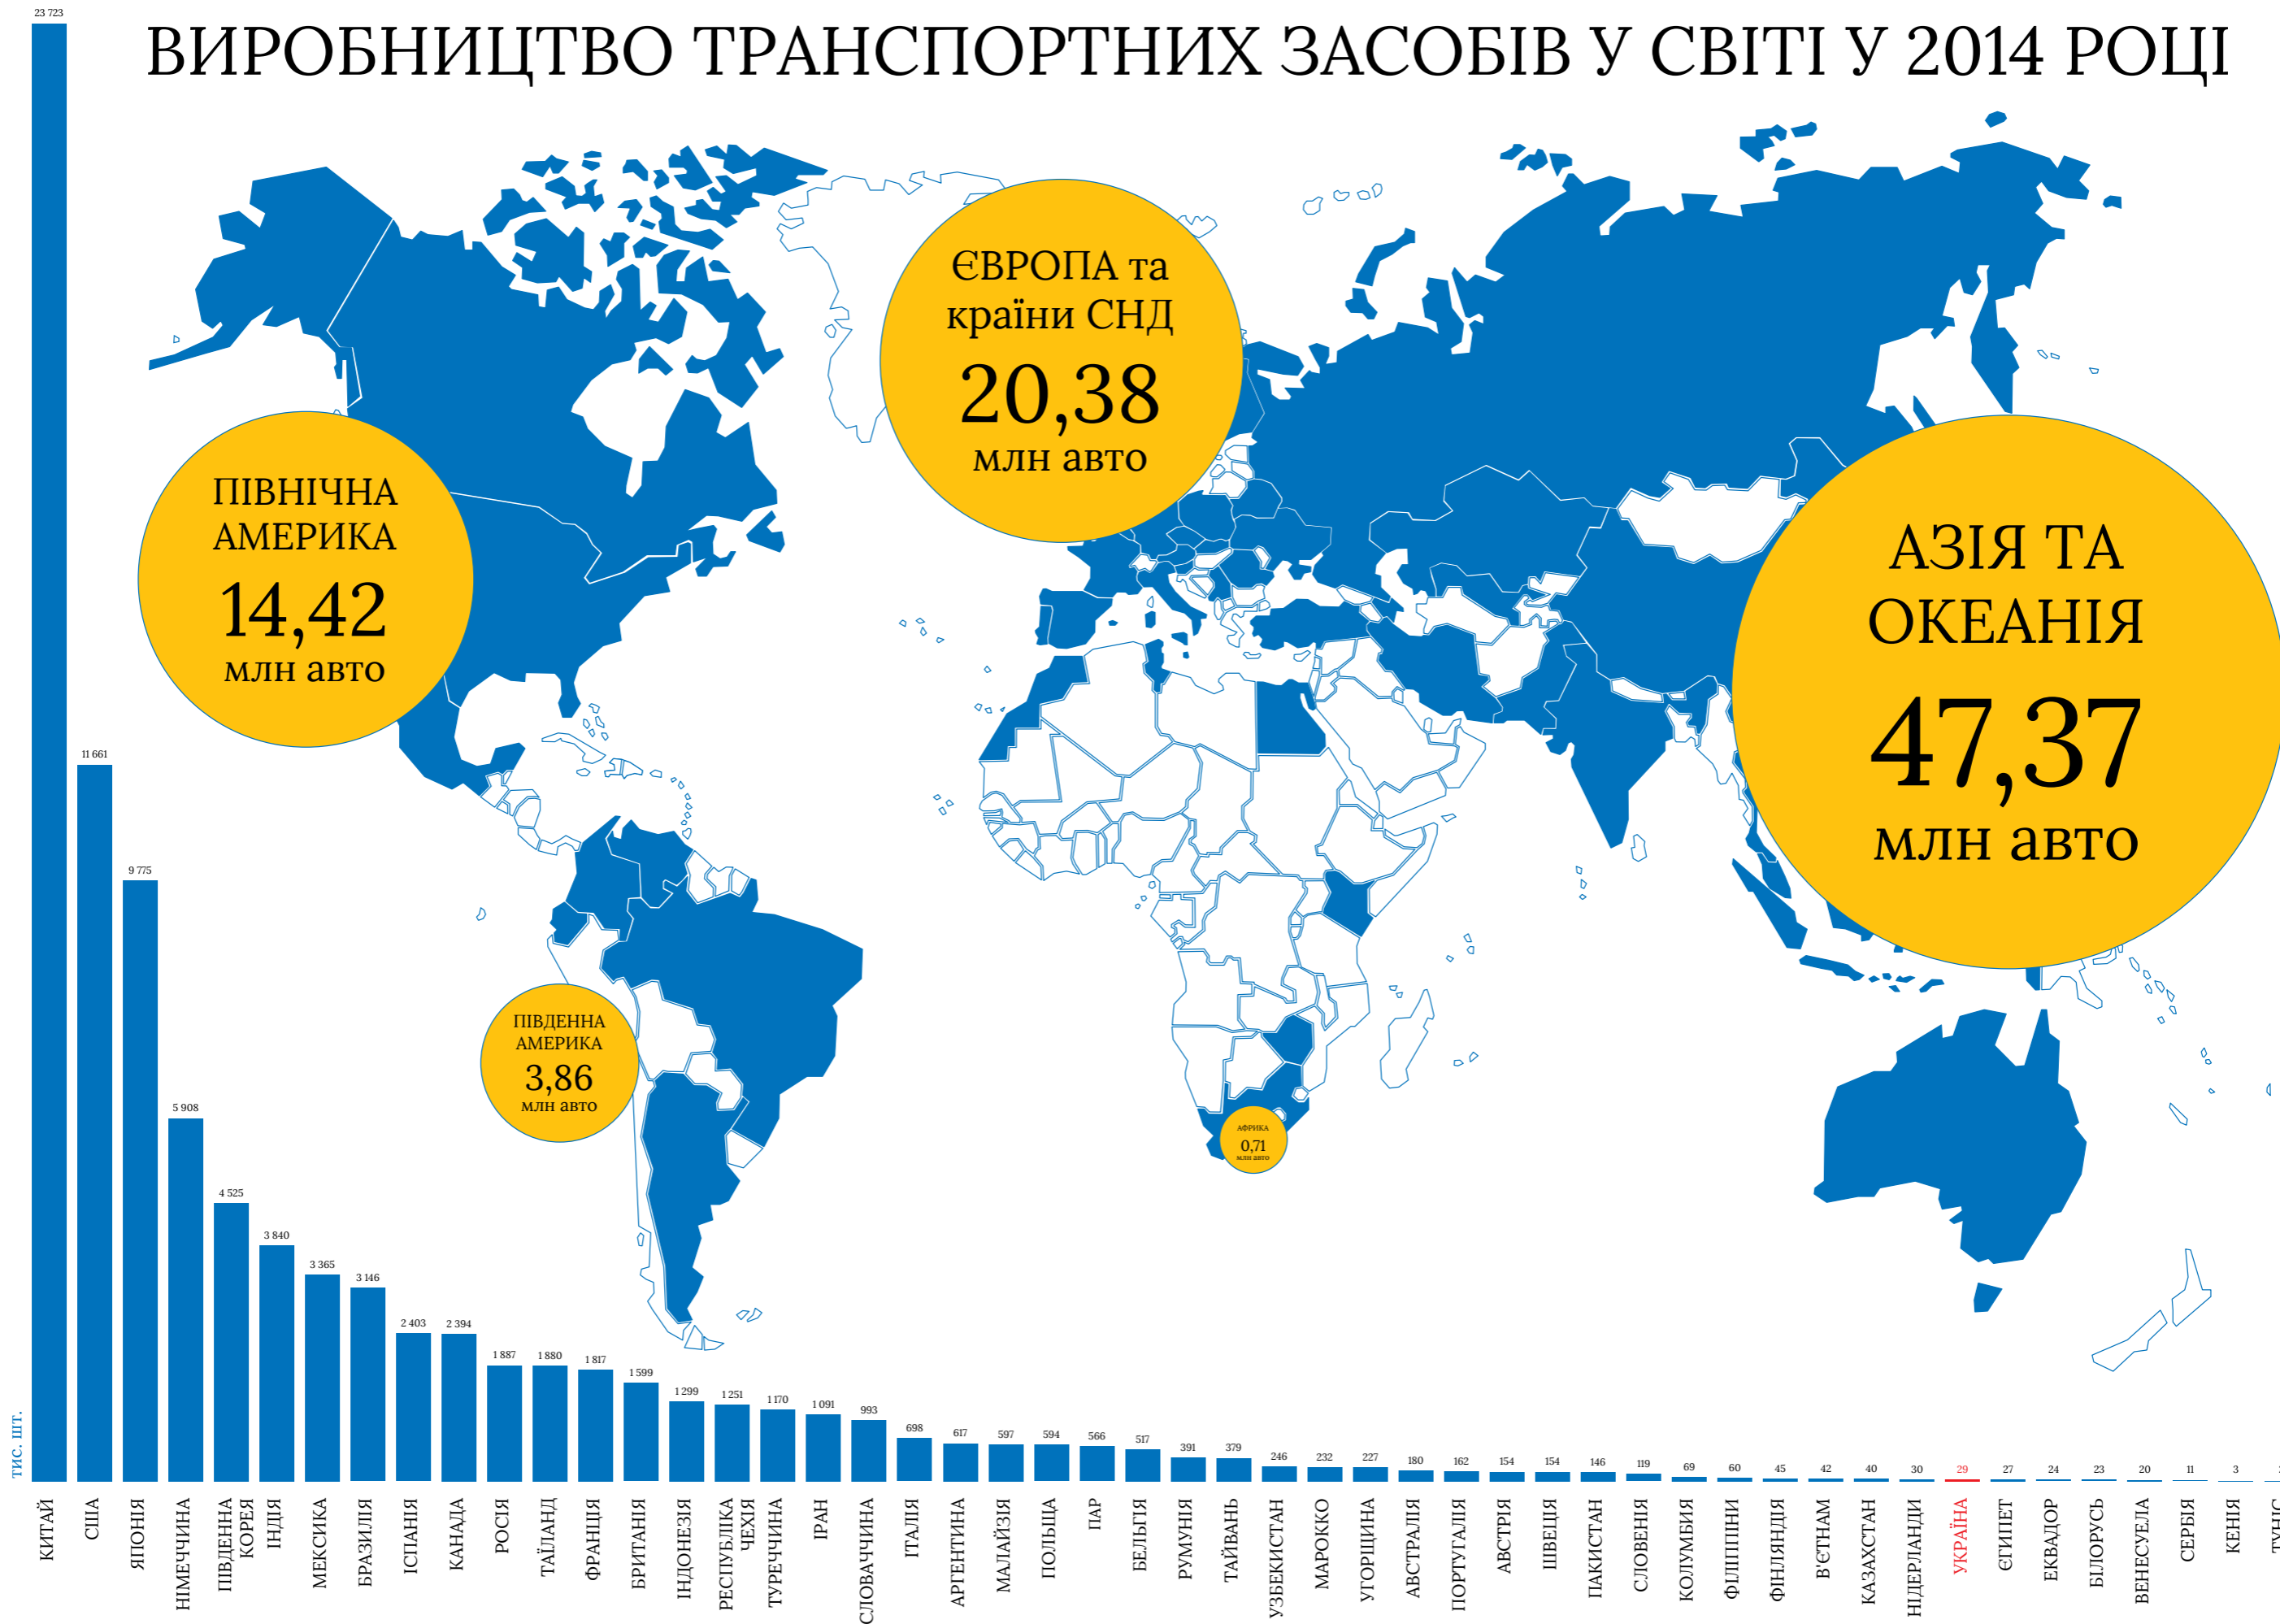 ВИРОБНИЦТВО ТРАНСПОРТНИХ ЗАСОБІВ У СВІТІ У 2014 РОЦІ
ПІВНІЧНА
АМЕРИКА
14,42
млн авто
ЄВРОПА та
країни СНД
20,38
млн авто
АЗІЯ ТА
ОКЕАНІЯ
47,37
млн авто
ПІВДЕННА
АМЕРИКА
3,86
млн авто
АФРИКА
0,71
млн авто
тис. шт.
23 723
11 661
9 775
5 908
4 525
3 840
3 365
3 146
2 403
2 394
1 887
1 880
1 817
1 599
1 299
1 251
1 170
1 091
993
698
617
597
594
566
517
391
379
246
232
227
180
162
154
154
146
119
69
60
45
42
40
30
29
27
24
23
20
11
3
КИТАЙ
США
ЯПОНІЯ
НІМЕЧЧИНА
ПІВДЕННА
КОРЕЯ
ІНДІЯ
МЕКСИКА
БРАЗИЛІЯ
ІСПАНІЯ
КАНАДА
РОСІЯ
ТАЇЛАНД
ФРАНЦІЯ
БРИТАНІЯ
ІНДОНЕЗІЯ
РЕСПУБЛІКА
ЧЕХІЯ
ТУРЕЧЧИНА
ІРАН
СЛОВАЧЧИНА
ІТАЛІЯ
АРГЕНТИНА
МАЛАЙЗІЯ
ПОЛЬЩА
ПАР
БЕЛЬГІЯ
РУМУНІЯ
ТАЙВАНЬ
УЗБЕКИСТАН
МАРОККО
УГОРЩИНА
АВСТРАЛІЯ
ПОРТУГАЛІЯ
АВСТРІЯ
ШВЕЦІЯ
ПАКИСТАН
СЛОВЕНІЯ
КОЛУМБИЯ
ФІЛІППІНИ
ФІНЛЯНДІЯ
В'ЄТНАМ
КАЗАХСТАН
НІДЕРЛАНДИ
УКРАЇНА
ЄГИПЕТ
ЕКВАДОР
БІЛОРУСЬ
ВЕНЕСУЕЛА
СЕРБІЯ
КЕНІЯ
ТУНІС